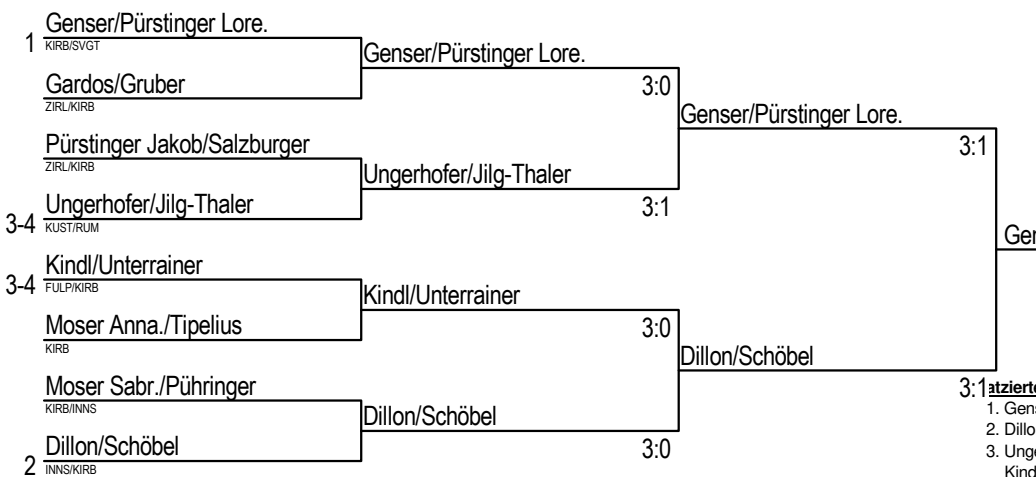 Genser/Pürstinger Lore.
1 KIRB/SVGT
Genser/Pürstinger Lore.
Gardos/Gruber
3:0
ZIRL/KIRB
Genser/Pürstinger Lore.
Pürstinger Jakob/Salzburger
3:1
ZIRL/KIRB
Ungerhofer/Jilg-Thaler
Ungerhofer/Jilg-Thaler
3:1
3-4 KUST/RUM
Kindl/Unterrainer
3-4 FULP/KIRB
Kindl/Unterrainer
Moser Anna./Tipelius
3:0
KIRB
Dillon/Schöbel
Moser Sabr./Pühringer
3:1
KIRB/INNS
Dillon/Schöbel
Dillon/Schöbel
3:0
2 INNS/KIRB
1.
2.
3.